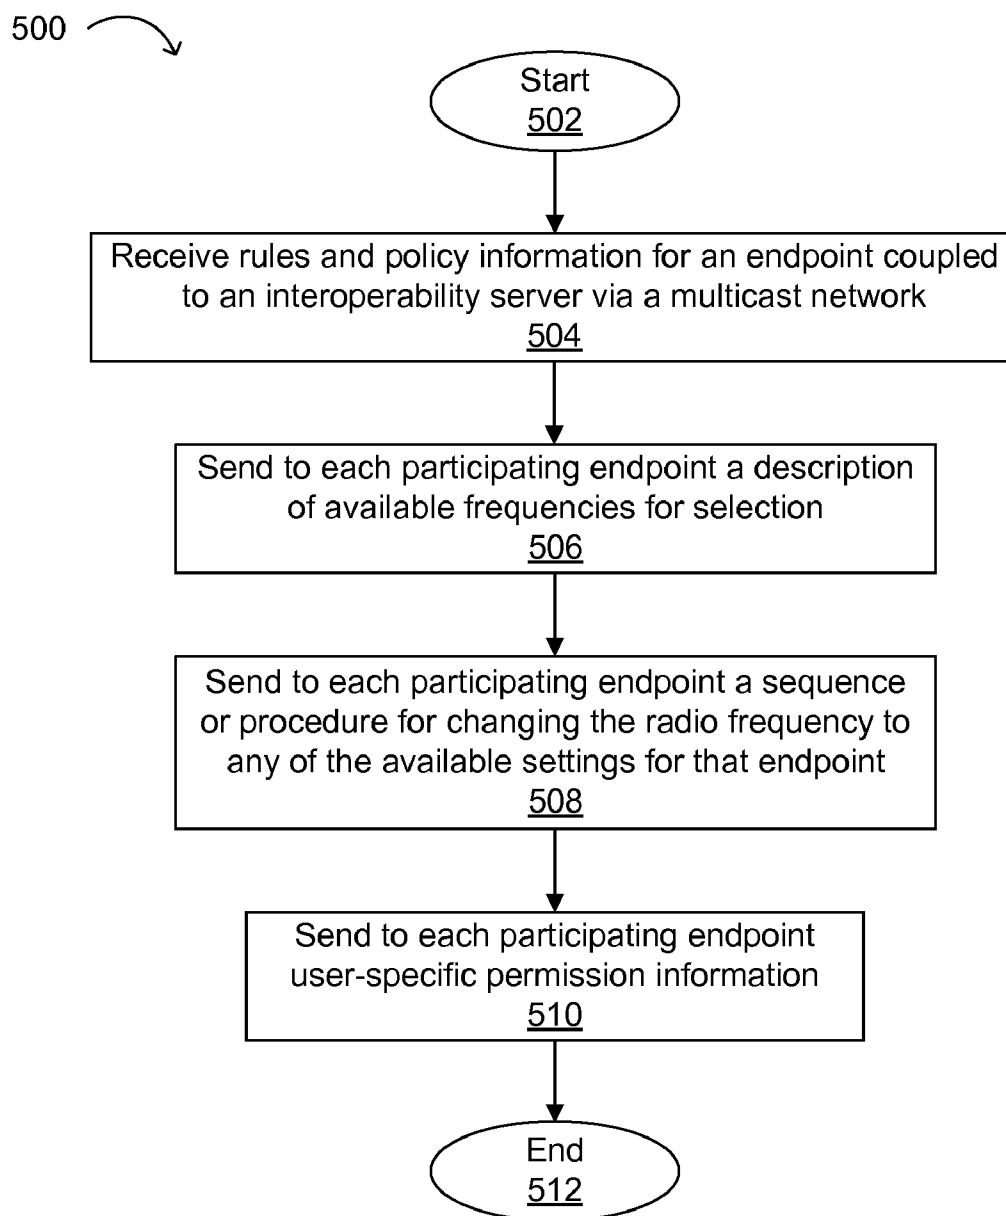 500
Start
502
Receive rules and policy information for an endpoint coupled
to an interoperability server via a multicast network
504
Send to each participating endpoint a description
of available frequencies for selection
506
Send to each participating endpoint a sequence
or procedure for changing the radio frequency to
any of the available settings for that endpoint
508
Send to each participating endpoint
user-specific permission information
510
End
512